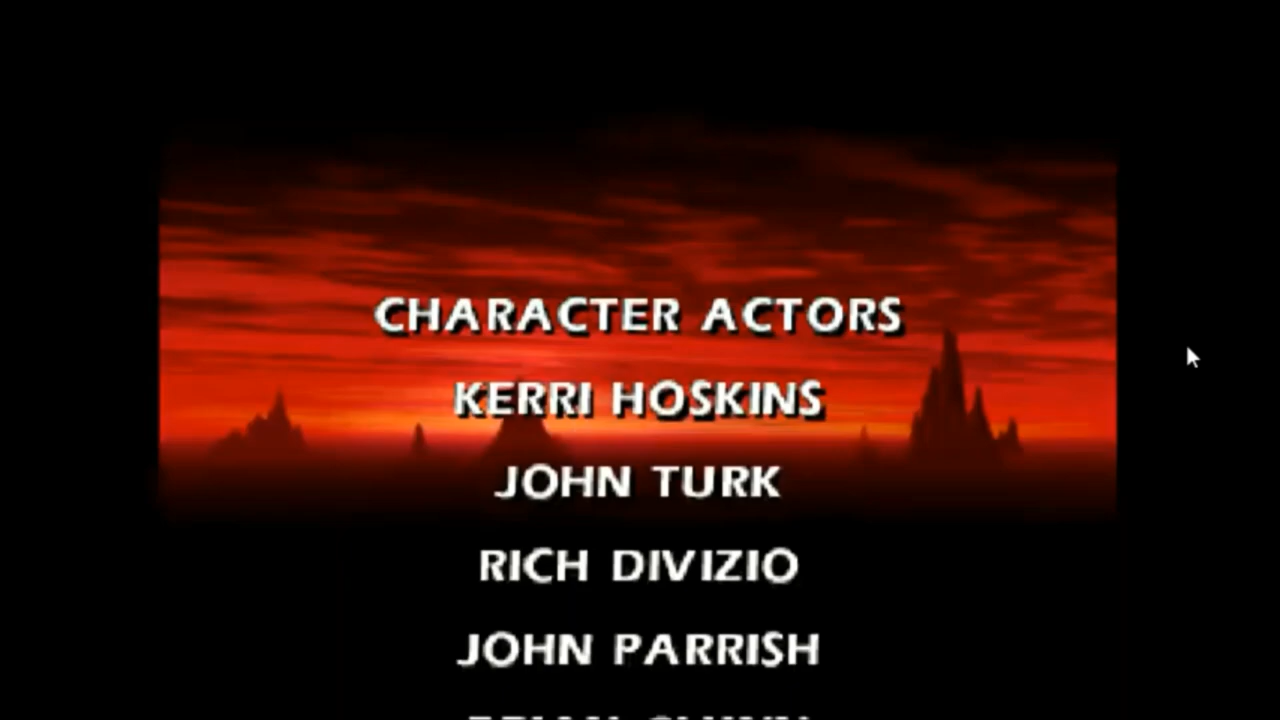 CHARACTER ACTORS
KERRI HOSKINS
JOHN TURK
RICH DIVIZIO
JOHN PARRISH